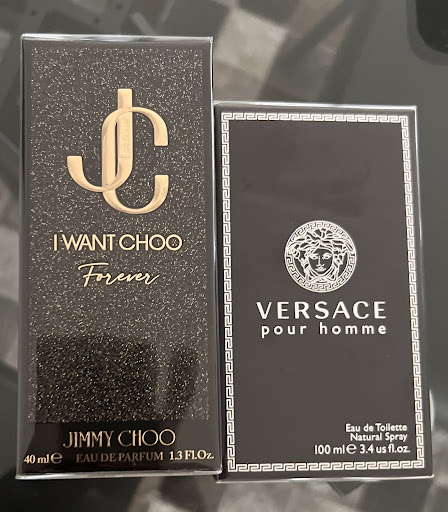 JC
I WANT CHOO
Forever
JIMMY CHOO
40 ml ℮ EAU DE PARFUM 1.3 Fl.Oz.
VERSACE
pour homme
Eau de Toilette
Natural Spray
100 ml ℮ 3.4 us fl.oz.